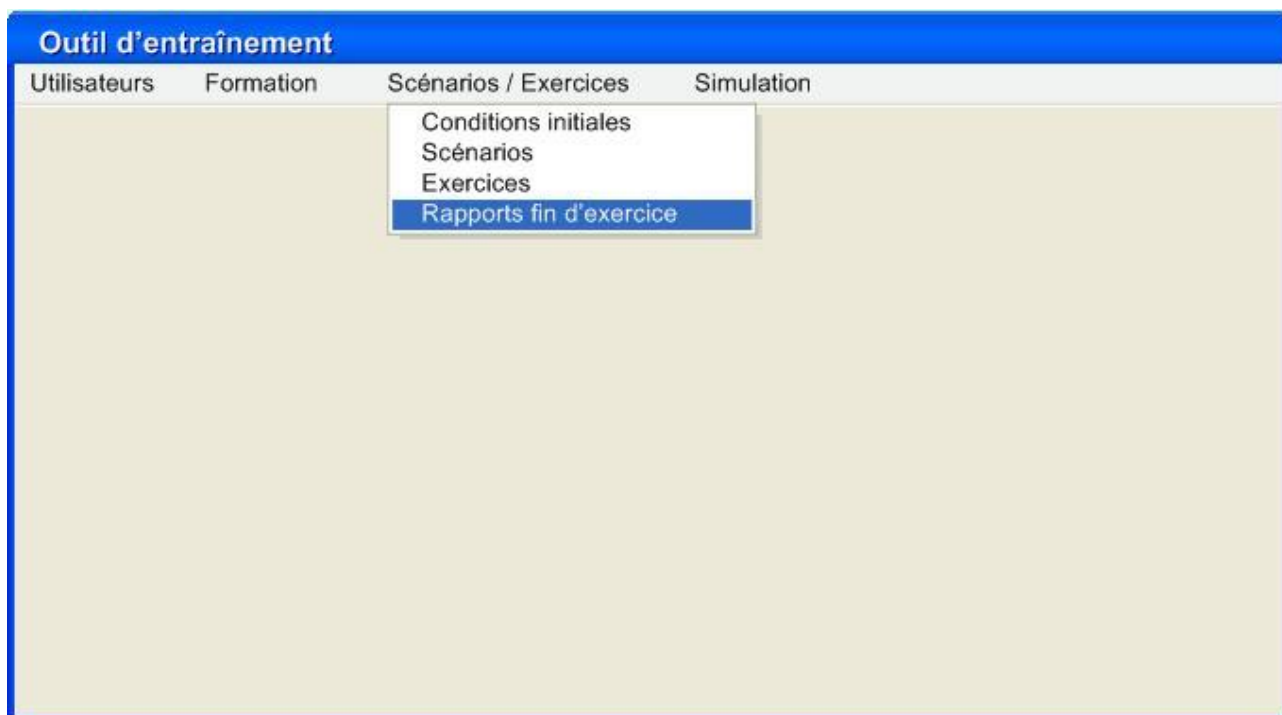 Outil d'entraînement
Utilisateurs Formation Scénarios / Exercices Simulation
Conditions initiales
Scénarios
Exercices
Rapports fin d'exercice